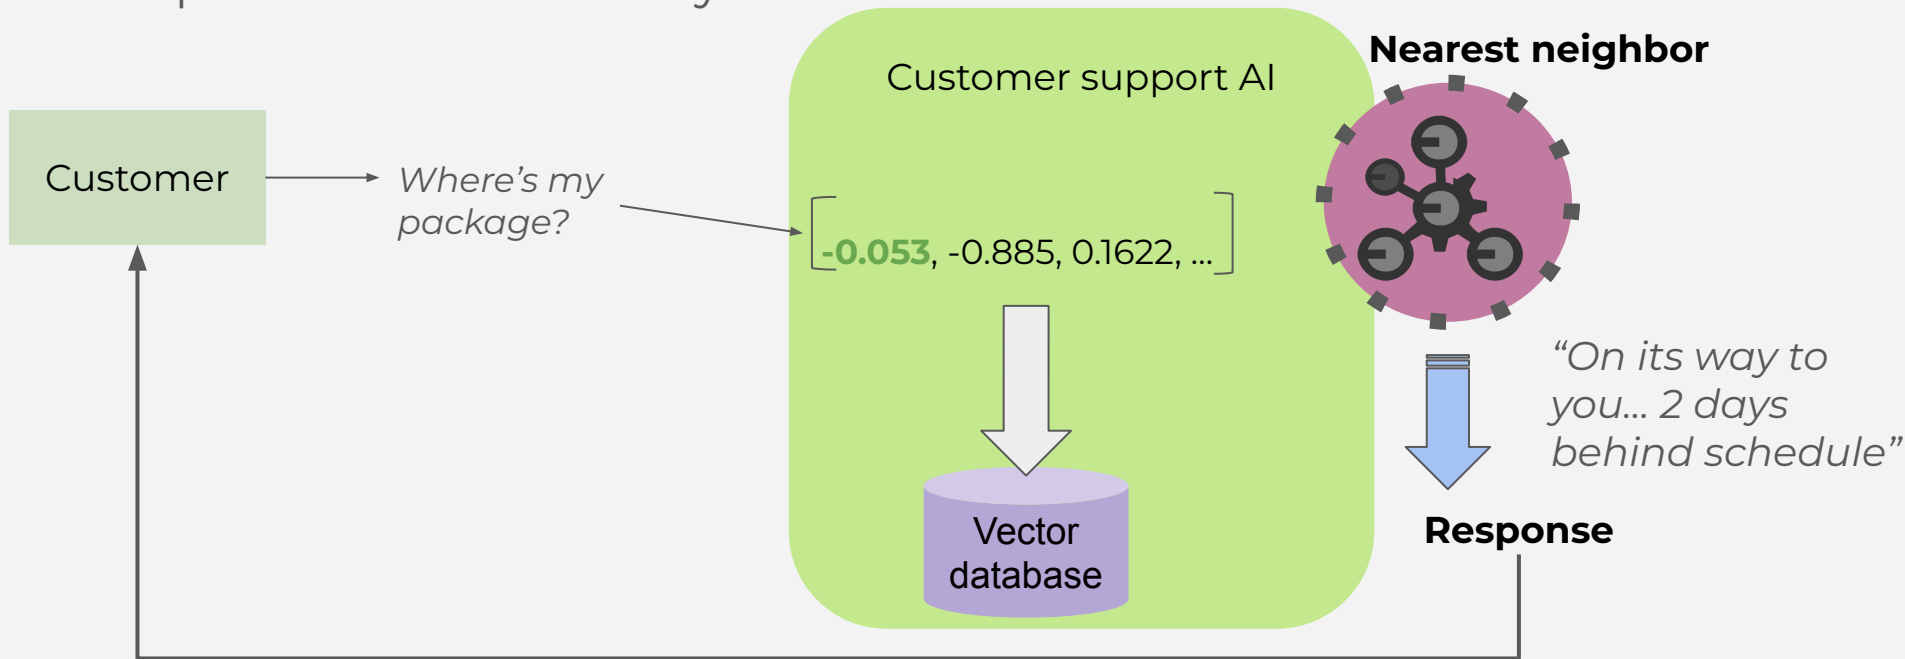 Nearest neighbor
Customer support AI
Customer
Where's my
package?
-0.053, -0.885, 0.1622, ...
"On its way to
you... 2 days
behind schedule"
Response
Vector
database